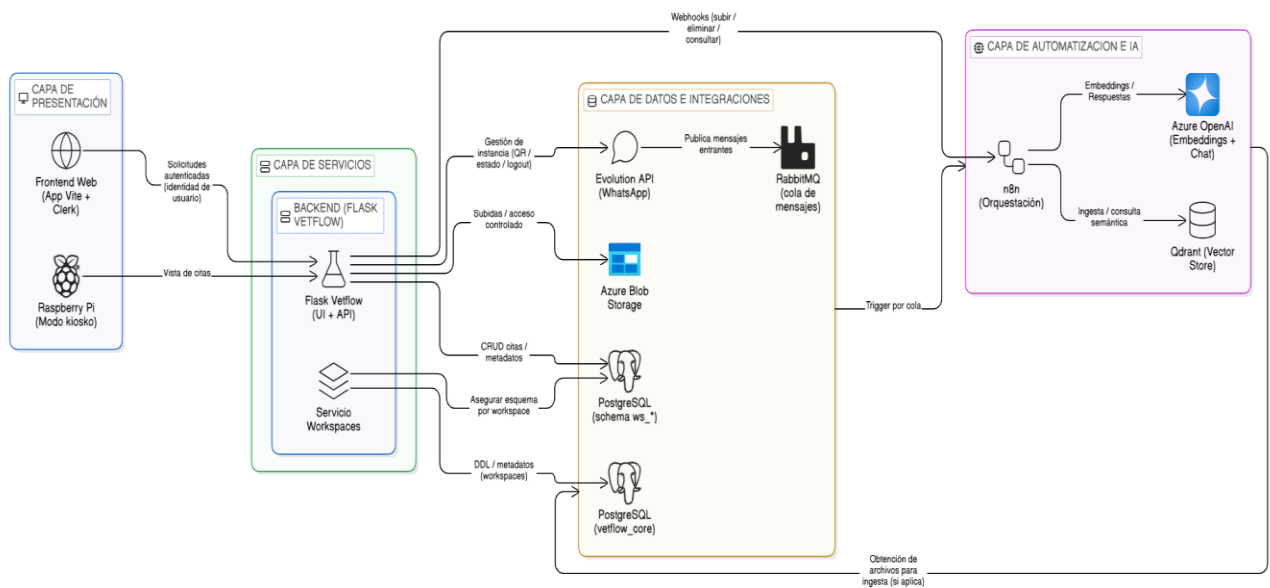 CAPA DE
PRESENTACIÓN
Frontend Web
(App Vite +
Clerk)
Raspberry Pi
(Modo kiosko)
Solicitudes
autenticadas
(identidad de
usuario)
Vista de citas
CAPA DE SERVICIOS
BACKEND (FLASK
VETFLOW)
Flask Vetflow
(UI + API)
Servicio
Workspaces
Webhooks (subir /
eliminar /
consultar)
Gestión de
instancia (QR /
estado / logout)
Subidas / acceso
controlado
CRUD citas /
metadatos
Asegurar esquema
por workspace
DDL / metadatos
(workspaces)
CAPA DE DATOS E INTEGRACIONES
Evolution API
(WhatsApp)
Publica mensajes
entrantes
RabbitMQ
(cola de
mensajes)
Azure Blob
Storage
PostgreSQL
(schema ws_*)
PostgreSQL
(vetflow_core)
Trigger por cola
CAPA DE AUTOMATIZACION E IA
n8n
(Orquestación)
Embeddings /
Respuestas
Azure OpenAI
(Embeddings +
Chat)
Ingesta / consulta
semántica
Qdrant (Vector
Store)
Obtención de
archivos para
ingesta (si aplica)